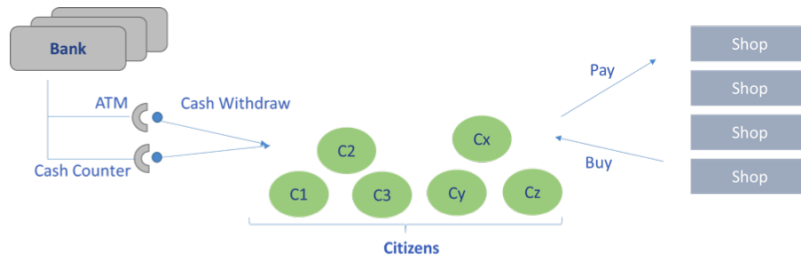 Bank
ATM
Cash Withdraw
Cash Counter
C1
C2
C3
Cx
Cy
Cz
Citizens
Pay
Buy
Shop
Shop
Shop
Shop